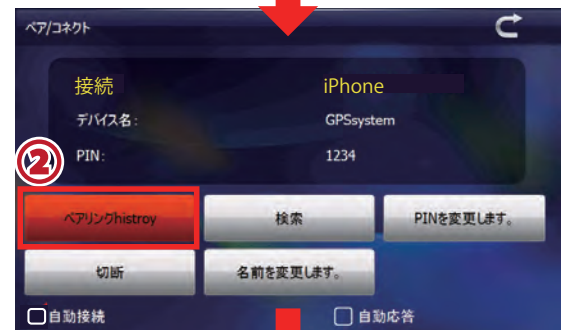 ペア/コネクト
接続 iPhone
デバイス名: GPSsystem
② PIN: 1234
ペアリングhistroy 検索 PINを変更します。
切断 名前を変更します。
自動接続 自動応答